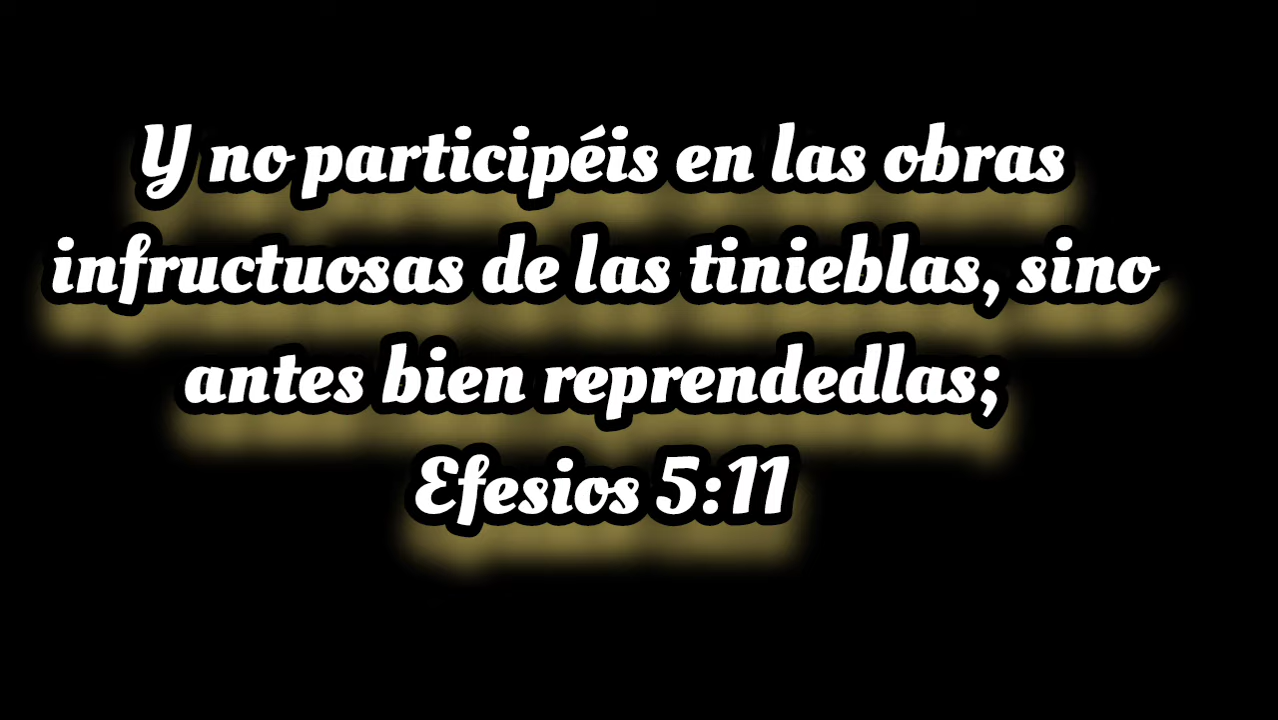 Y no participéis en las obras
infructuosas de las tinieblas, sino
antes bien reprendedlas;
Efesios 5:11